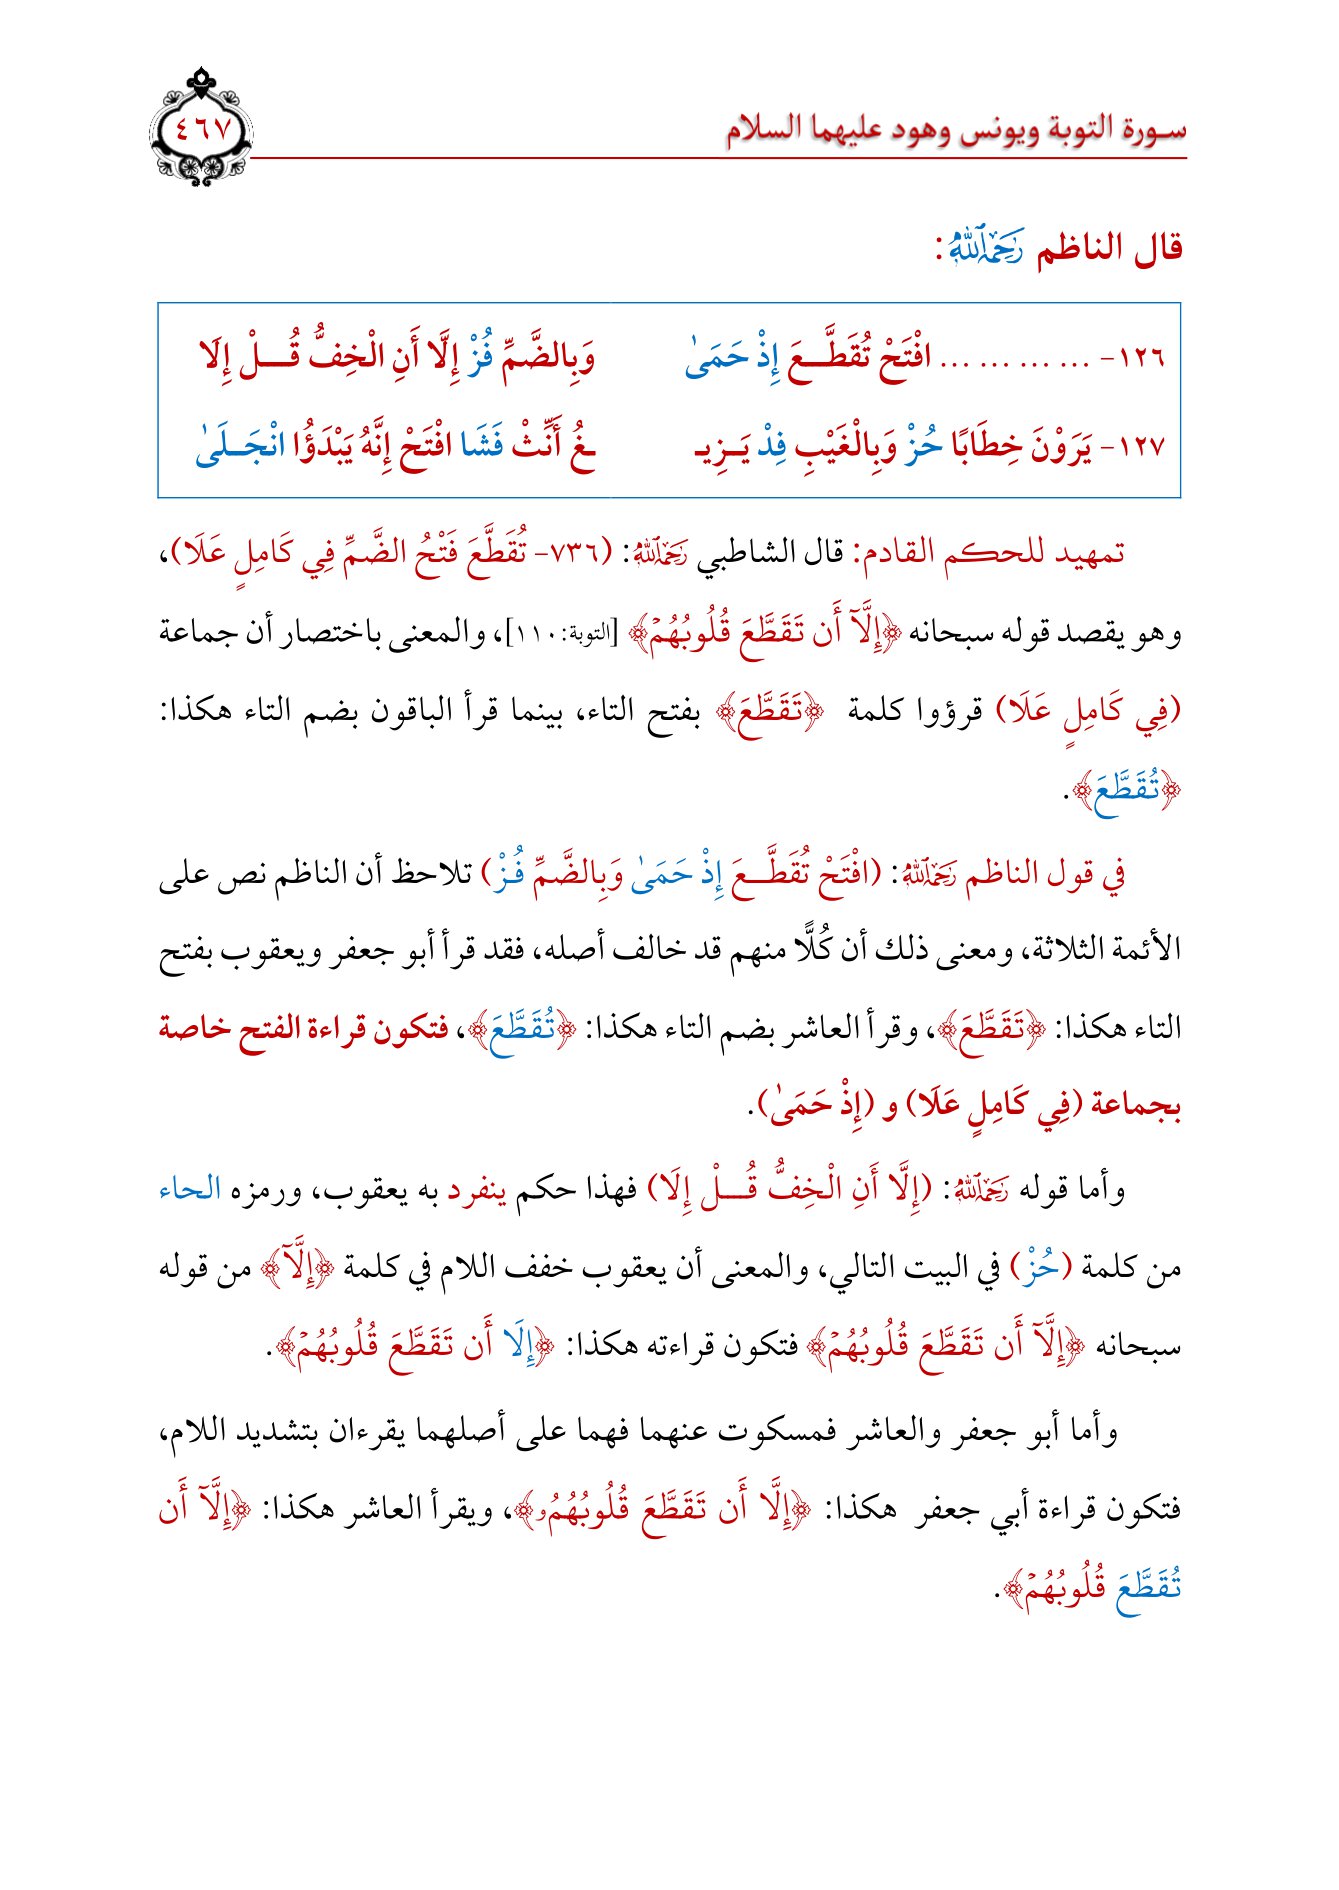 سورة التوبة ويونس وهود عليهما السلام
٤٦٧
قال الناظم رَحِمَهُ ٱللَّهُ:
١٢٦- ... ... ... ... افْتَحْ تُقَطَّـــعَ إِذْ حَمَىٰ وَبِالضَّمِّ فُزْ إِلَّا أَنِ الْخِفُّ قُـــلْ إِلَا
١٢٧- يَرَوْنَ خِطَابًا حُزْ وَبِالْغَيْبِ فِدْ يَــزِيـ ـغُ أَنِّثْ فَشَا افْتَحْ إِنَّهُ يَبْدَؤُا انْجَــلَىٰ
تمهيد للحكم القادم: قال الشاطبي رَحِمَهُ ٱللَّهُ: (٧٣٦- تُقَطَّعَ فَتْحُ الضَّمِّ فِي كَامِلٍ عَلَا)،
وهو يقصد قوله سبحانه ﴿إِلَّآ أَن تَقَطَّعَ قُلُوبُهُمۡ﴾ [التوبة:١١٠]، والمعنى باختصار أن جماعة
(فِي كَامِلٍ عَلَا) قرؤوا كلمة ﴿تَقَطَّعَ﴾ بفتح التاء، بينما قرأ الباقون بضم التاء هكذا:
﴿تُقَطَّعَ﴾.
في قول الناظم رَحِمَهُ ٱللَّهُ: (افْتَحْ تُقَطَّـــعَ إِذْ حَمَىٰ وَبِالضَّمِّ فُـزْ) تلاحظ أن الناظم نص على
الأئمة الثلاثة، ومعنى ذلك أن كُلًّا منهم قد خالف أصله، فقد قرأ أبو جعفر ويعقوب بفتح
التاء هكذا: ﴿تَقَطَّعَ﴾، وقرأ العاشر بضم التاء هكذا: ﴿تُقَطَّعَ﴾، فتكون قراءة الفتح خاصة
بجماعة (فِي كَامِلٍ عَلَا) و (إِذْ حَمَىٰ).
وأما قوله رَحِمَهُ ٱللَّهُ: (إِلَّا أَنِ الْخِفُّ قُـــلْ إِلَا) فهذا حكم ينفرد به يعقوب، ورمزه الحاء
من كلمة (حُزْ) في البيت التالي، والمعنى أن يعقوب خفف اللام في كلمة ﴿إِلَّآ﴾ من قوله
سبحانه ﴿إِلَّآ أَن تَقَطَّعَ قُلُوبُهُمۡ﴾ فتكون قراءته هكذا: ﴿إِلَا أَن تَقَطَّعَ قُلُوبُهُمۡ﴾.
وأما أبو جعفر والعاشر فمسكوت عنهما فهما على أصلهما يقرءان بتشديد اللام،
فتكون قراءة أبي جعفر هكذا: ﴿إِلَّا أَن تَقَطَّعَ قُلُوبُهُمُۥ﴾، ويقرأ العاشر هكذا: ﴿إِلَّآ أَن
تُقَطَّعَ قُلُوبُهُمۡ﴾.